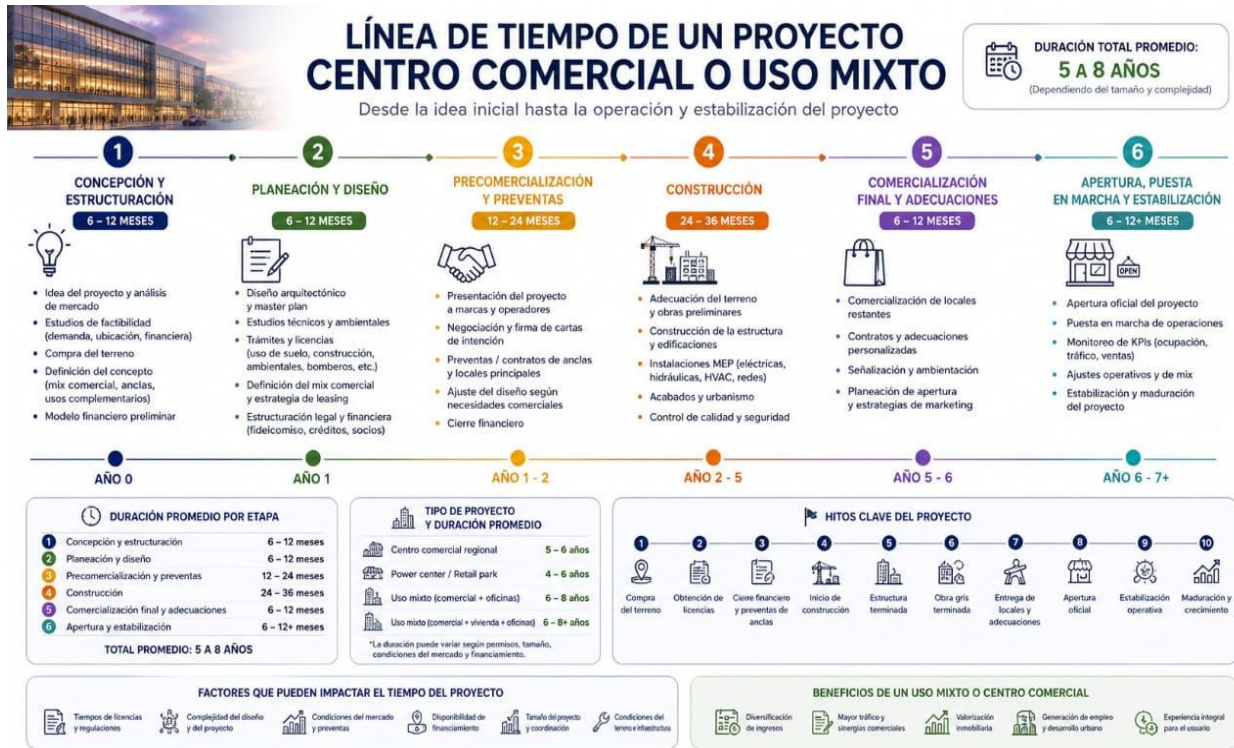 LÍNEA DE TIEMPO DE UN PROYECTO
CENTRO COMERCIAL O USO MIXTO
Desde la idea inicial hasta la operación y estabilización del proyecto
DURACIÓN TOTAL PROMEDIO:
5 A 8 AÑOS
(Dependiendo del tamaño y complejidad)
1
CONCEPCIÓN Y
ESTRUCTURACIÓN
6 – 12 MESES
• Idea del proyecto y análisis
de mercado
• Estudios de factibilidad
(demanda, ubicación, financiera)
• Compra del terreno
• Definición del concepto
(mix comercial, anclas,
usos complementarios)
• Modelo financiero preliminar
2
PLANEACIÓN Y DISEÑO
6 – 12 MESES
• Diseño arquitectónico
y master plan
• Estudios técnicos y ambientales
• Trámites y licencias
(uso de suelo, construcción,
ambientales, bomberos, etc.)
• Definición del mix comercial
y estrategia de leasing
• Estructuración legal y financiera
(fideicomiso, créditos, socios)
3
PRECOMERCIALIZACIÓN
Y PREVENTAS
12 – 24 MESES
• Presentación del proyecto
a marcas y operadores
• Negociación y firma de cartas
de intención
• Preventas / contratos de anclas
y locales principales
• Ajuste del diseño según
necesidades comerciales
• Cierre financiero
4
CONSTRUCCIÓN
24 – 36 MESES
• Adecuación del terreno
y obras preliminares
• Construcción de la estructura
y edificaciones
• Instalaciones MEP (eléctricas,
hidráulicas, HVAC, redes)
• Acabados y urbanismo
• Control de calidad y seguridad
5
COMERCIALIZACIÓN
FINAL Y ADECUACIONES
6 – 12 MESES
• Comercialización de locales
restantes
• Contratos y adecuaciones
personalizadas
• Señalización y ambientación
• Planeación de apertura
y estrategias de marketing
6
APERTURA, PUESTA
EN MARCHA Y ESTABILIZACIÓN
6 – 12+ MESES
OPEN
• Apertura oficial del proyecto
• Puesta en marcha de operaciones
• Monitoreo de KPIs (ocupación,
tráfico, ventas)
• Ajustes operativos y de mix
• Estabilización y maduración
del proyecto
AÑO 0
AÑO 1
AÑO 1 - 2
AÑO 2 - 5
AÑO 5 - 6
AÑO 6 - 7+
DURACIÓN PROMEDIO POR ETAPA
1 Concepción y estructuración 6 – 12 meses
2 Planeación y diseño 6 – 12 meses
3 Precomercialización y preventas 12 – 24 meses
4 Construcción 24 – 36 meses
5 Comercialización final y adecuaciones 6 – 12 meses
6 Apertura y estabilización 6 – 12+ meses
TOTAL PROMEDIO: 5 A 8 AÑOS
TIPO DE PROYECTO
Y DURACIÓN PROMEDIO
Centro comercial regional 5 – 6 años
Power center / Retail park 4 – 6 años
Uso mixto (comercial + oficinas) 6 – 8 años
Uso mixto (comercial + vivienda + oficinas) 6 – 8+ años
*La duración puede variar según permisos, tamaño,
condiciones del mercado y financiamiento.
HITOS CLAVE DEL PROYECTO
1
Compra
del terreno
2
Obtención de
licencias
3
Cierre financiero
y preventas de
anclas
4
Inicio de
construcción
5
Estructura
terminada
6
Obra gris
terminada
7
Entrega de
locales y
adecuaciones
8
Apertura
oficial
9
Estabilización
operativa
10
Maduración y
crecimiento
FACTORES QUE PUEDEN IMPACTAR EL TIEMPO DEL PROYECTO
Tiempos de licencias
y regulaciones
Complejidad del diseño
y del proyecto
Condiciones del mercado
y preventas
Disponibilidad de
financiamiento
Tamaño del proyecto
y coordinación
Condiciones del
terreno e infraestructura
BENEFICIOS DE UN USO MIXTO O CENTRO COMERCIAL
Diversificación
de ingresos
Mayor tráfico y
sinergias comerciales
Valorización
inmobiliaria
Generación de empleo
y desarrollo urbano
Experiencia integral
para el usuario